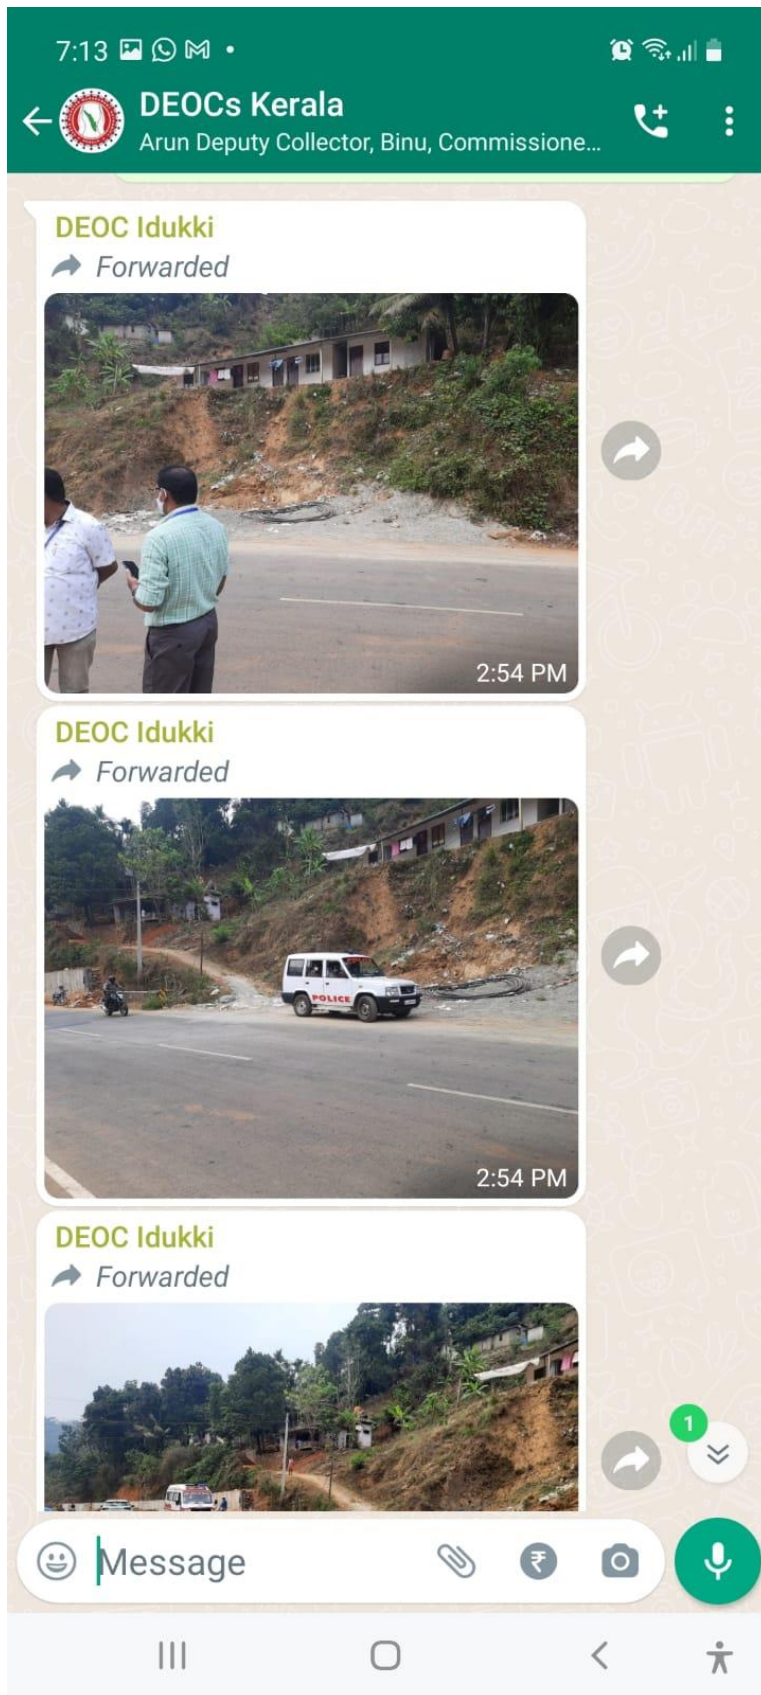 7:13
DEOCs Kerala
Arun Deputy Collector, Binu, Commissione...
DEOC Idukki
Forwarded
2:54 PM
DEOC Idukki
Forwarded
POLICE
2:54 PM
DEOC Idukki
Forwarded
1
Message